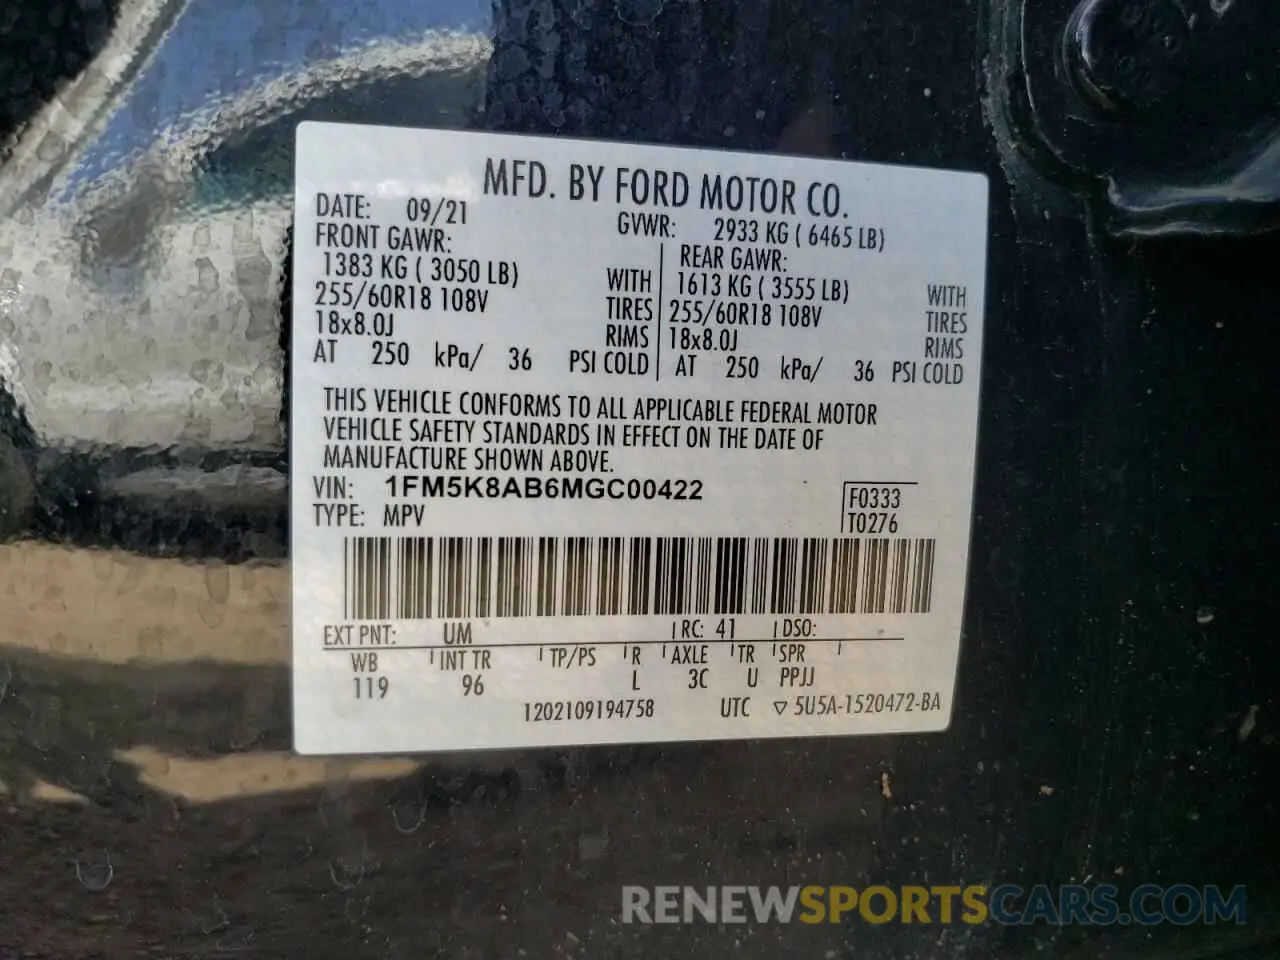 MFD. BY FORD MOTOR CO.
DATE: 09/21 GVWR: 2933 KG ( 6465 LB)
FRONT GAWR: REAR GAWR:
1383 KG ( 3050 LB) WITH 1613 KG ( 3555 LB) WITH
255/60R18 108V TIRES 255/60R18 108V TIRES
18x8.0J RIMS 18x8.0J RIMS
AT 250 kPa/ 36 PSI COLD AT 250 kPa/ 36 PSI COLD
THIS VEHICLE CONFORMS TO ALL APPLICABLE FEDERAL MOTOR
VEHICLE SAFETY STANDARDS IN EFFECT ON THE DATE OF
MANUFACTURE SHOWN ABOVE.
VIN: 1FM5K8AB6MGC00422 F0333
TYPE: MPV T0276
EXT PNT: UM RC: 41 DSO:
WB INT TR TP/PS R AXLE TR SPR
119 96 L 3C U PPJJ
1202109194758 UTC ▽ 5U5A-1520472-BA
RENEWSPORTSCARS.COM